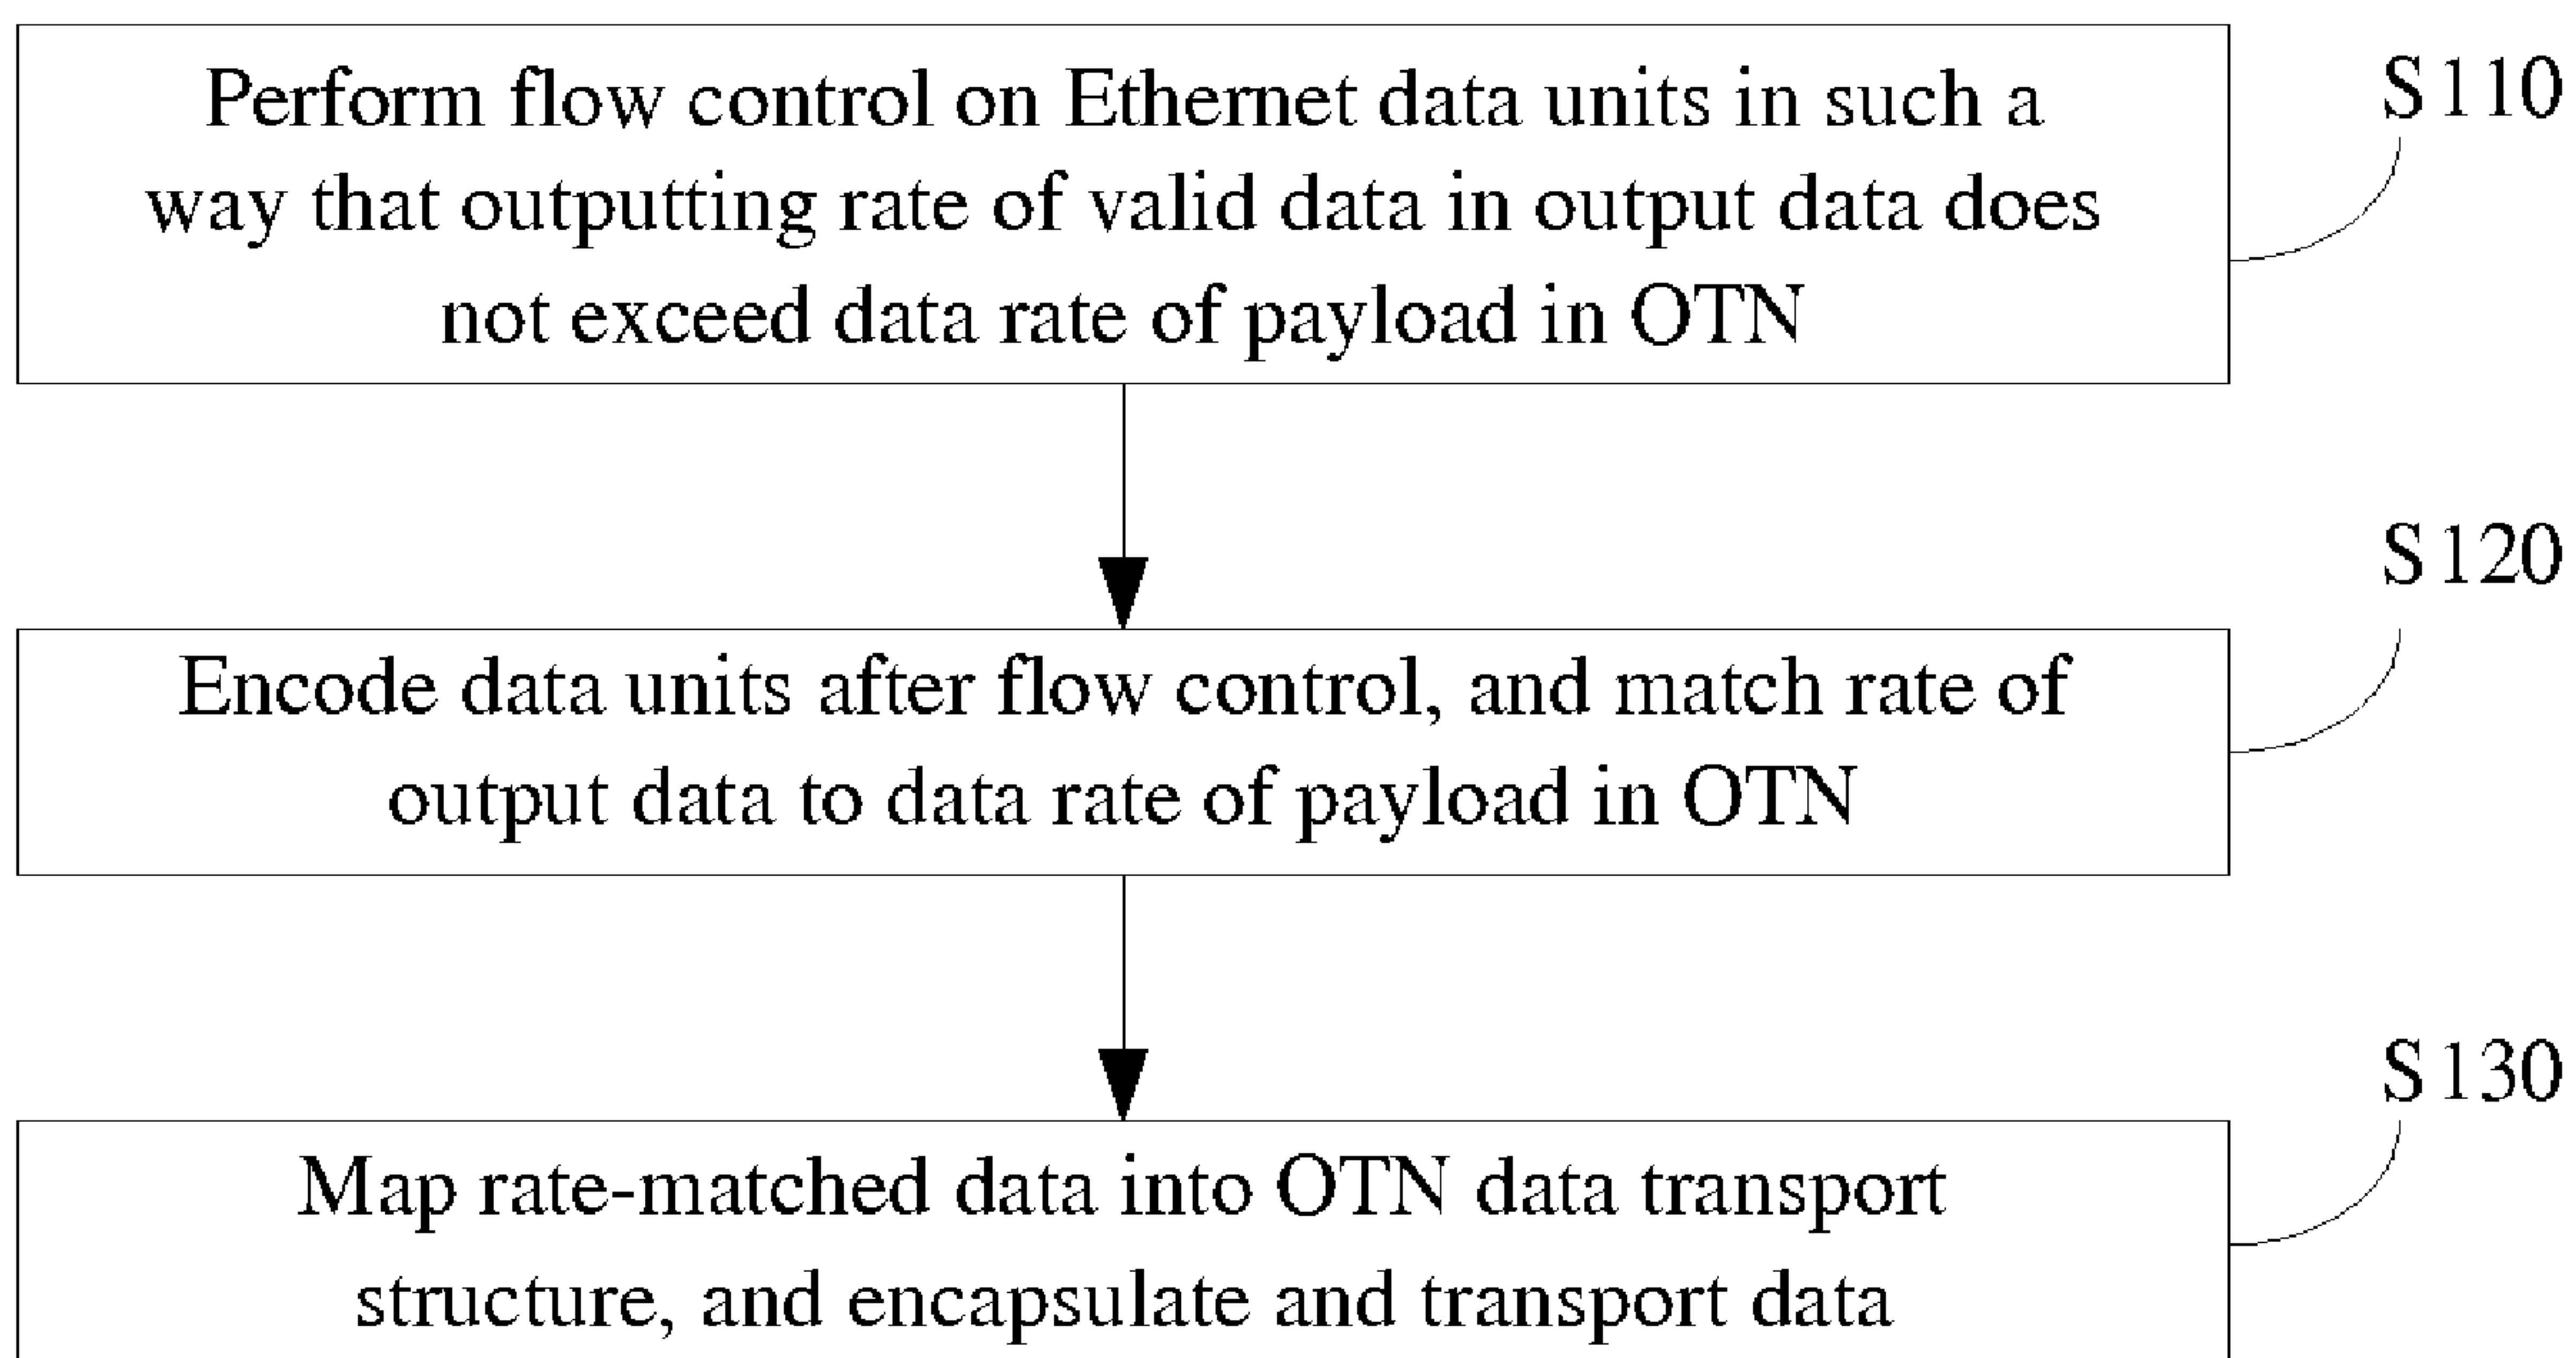 Perform flow control on Ethernet data units in such a
way that outputting rate of valid data in output data does
not exceed data rate of payload in OTN
S110
Encode data units after flow control, and match rate of
output data to data rate of payload in OTN
S120
Map rate-matched data into OTN data transport
structure, and encapsulate and transport data
S130